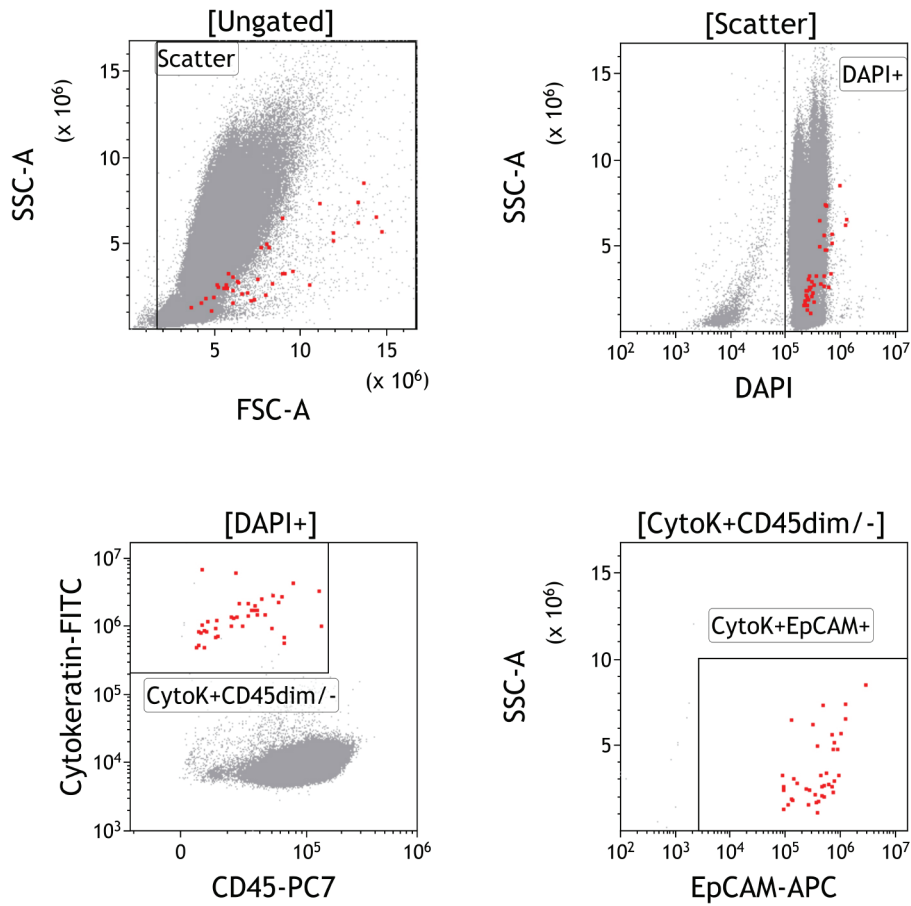 [Ungated]
Scatter
15
10
5
SSC-A
(x 10⁶)
5
10
15
(x 10⁶)
FSC-A
[Scatter]
DAPI+
15
10
5
SSC-A
(x 10⁶)
10² 10³ 10⁴ 10⁵ 10⁶ 10⁷
DAPI
[DAPI+]
10⁷
10⁶
10⁵
10⁴
10³
Cytokeratin-FITC
CytoK+CD45dim/-
0 10⁵ 10⁶
CD45-PC7
[CytoK+CD45dim/-]
CytoK+EpCAM+
15
10
5
SSC-A
(x 10⁶)
10² 10³ 10⁴ 10⁵ 10⁶ 10⁷
EpCAM-APC